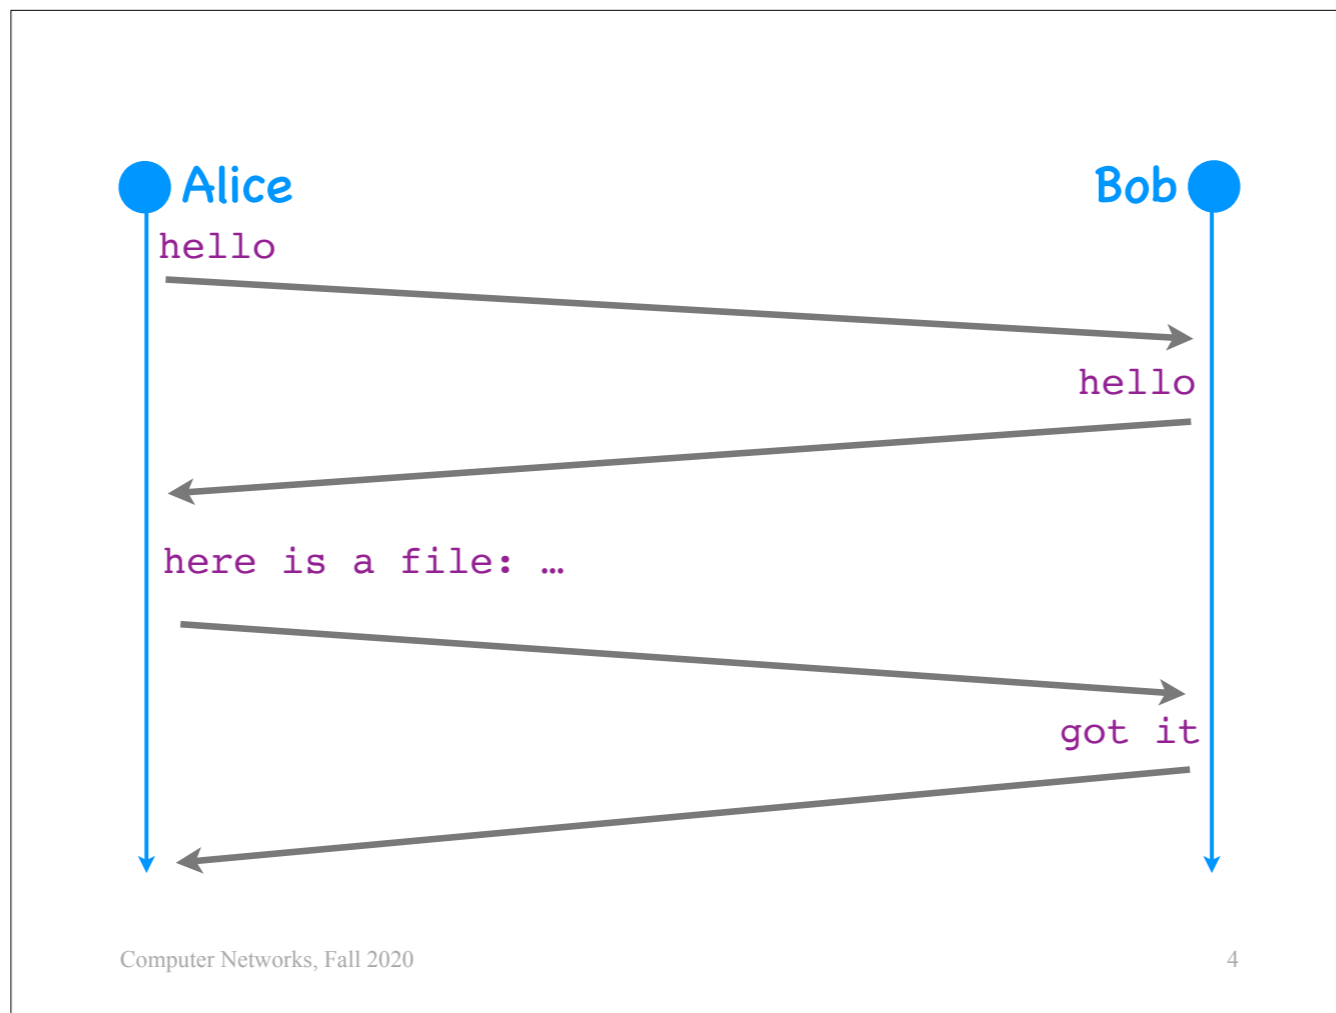 Alice
Bob
hello
hello
here is a file: …
got it
Computer Networks, Fall 2020
4